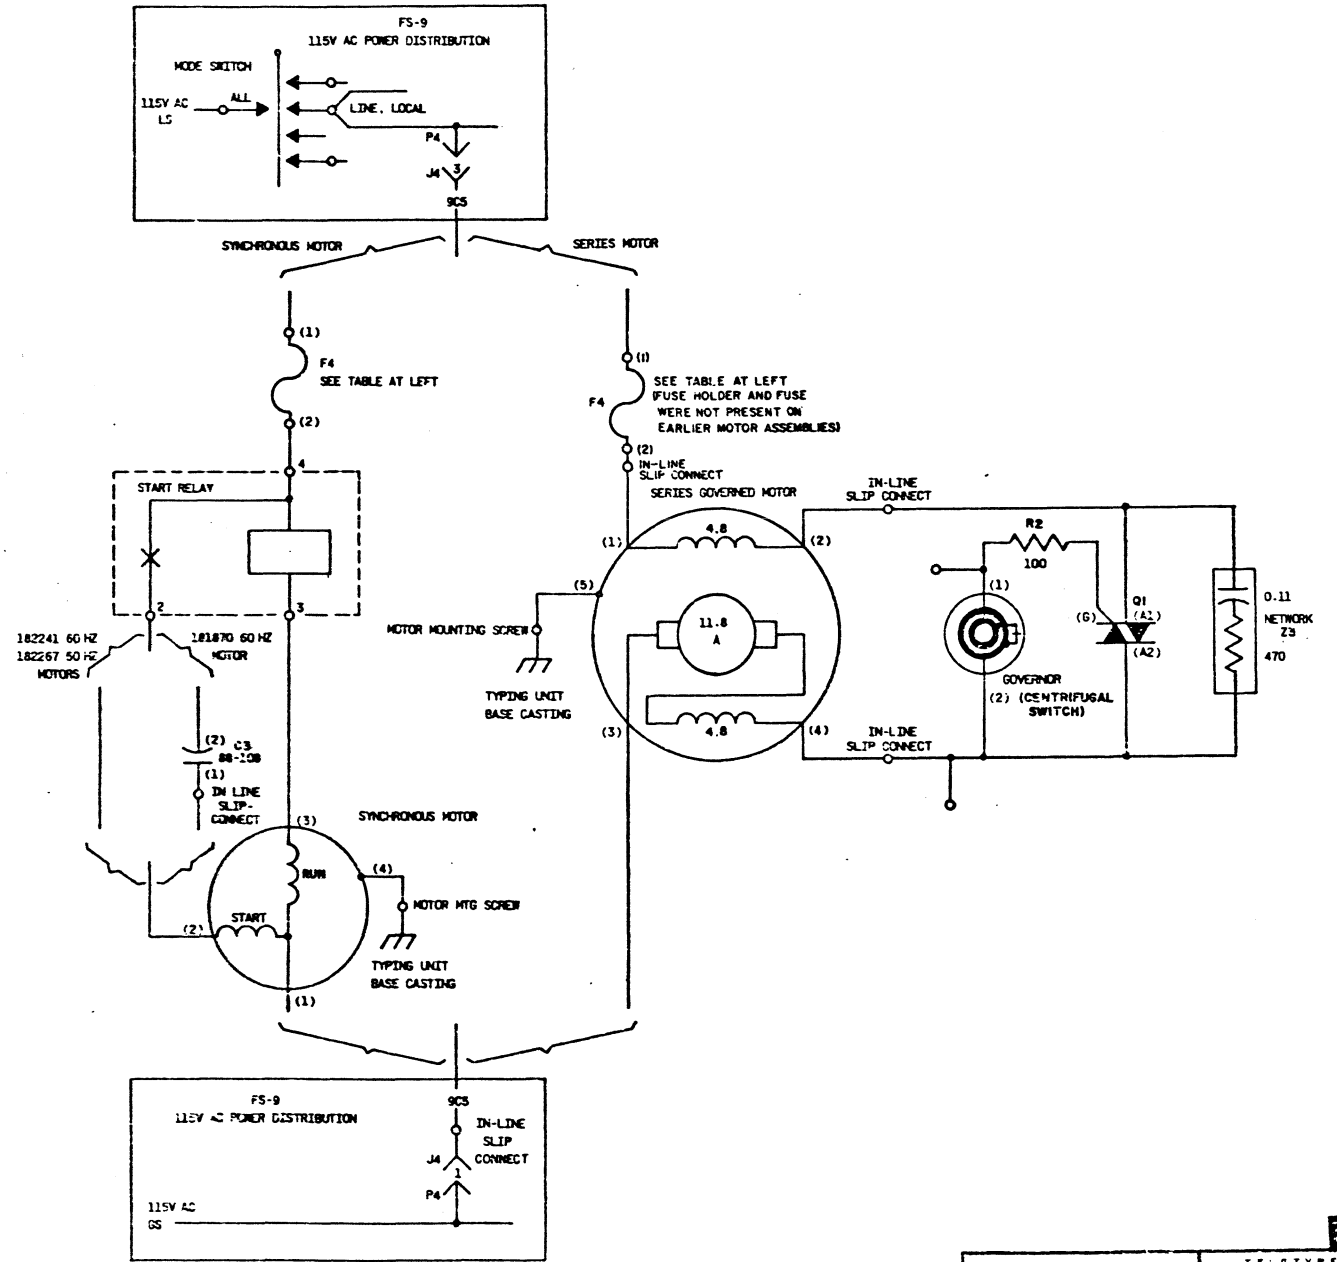 FS-9
115V AC POWER DISTRIBUTION
MODE SWITCH
115V AC
LS
ALL
LINE, LOCAL
P4
3
J4
9C5
SYNCHRONOUS MOTOR
SERIES MOTOR
(1)
F4
SEE TABLE AT LEFT
(2)
(1)
F4
SEE TABLE AT LEFT
(FUSE HOLDER AND FUSE
WERE NOT PRESENT ON
EARLIER MOTOR ASSEMBLIES)
(2)
IN-LINE
SLIP CONNECT
SERIES GOVERNED MOTOR
4
START RELAY
2
3
182241 60 HZ
182267 50 HZ
MOTORS
181870 60 HZ
MOTOR
(1)
4.8
(2)
(5)
11.8
A
4.8
(3)
(4)
MOTOR MOUNTING SCREW
TYPING UNIT
BASE CASTING
IN-LINE
SLIP CONNECT
R2
100
(1)
GOVERNOR
(2) (CENTRIFUGAL
SWITCH)
Q1
(G)
(A1)
(A2)
0.11
NETWORK
Z3
470
IN-LINE
SLIP CONNECT
(2)
C3
(1)
IN LINE
SLIP-
CONNECT
SYNCHRONOUS MOTOR
(3)
RUN
(4)
MOTOR MTG SCREW
START
(2)
TYPING UNIT
BASE CASTING
(1)
FS-9
115V AC POWER DISTRIBUTION
9C5
IN-LINE
SLIP
CONNECT
J4
1
P4
115V AC
GS